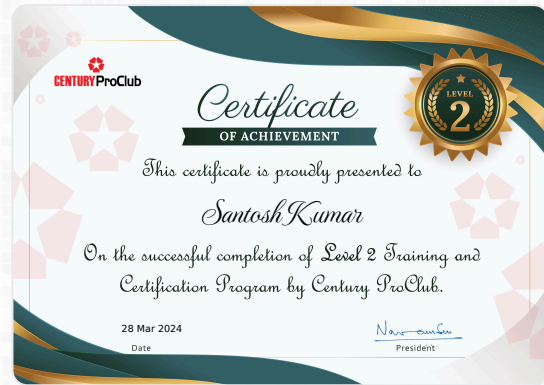 CENTURY ProClub
Certificate
OF ACHIEVEMENT
LEVEL
2
This certificate is proudly presented to
Santosh Kumar
On the successful completion of Level 2 Training and
Certification Program by Century ProClub.
28 Mar 2024
Date
President